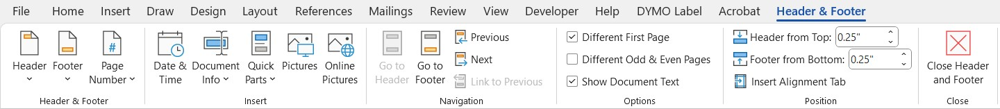 File Home Insert Draw Design Layout References Mailings Review View Developer Help DYMO Label Acrobat Header & Footer
Header
Footer
Page
Number
#
Header & Footer
Date &
Time
Document
Info
Quick
Parts
Pictures
Online
Pictures
Insert
Go to
Header
Go to
Footer
Previous
Next
Link to Previous
Navigation
Different First Page
Different Odd & Even Pages
Show Document Text
Options
Header from Top: 0.25"
Footer from Bottom: 0.25"
Insert Alignment Tab
Position
Close Header
and Footer
Close